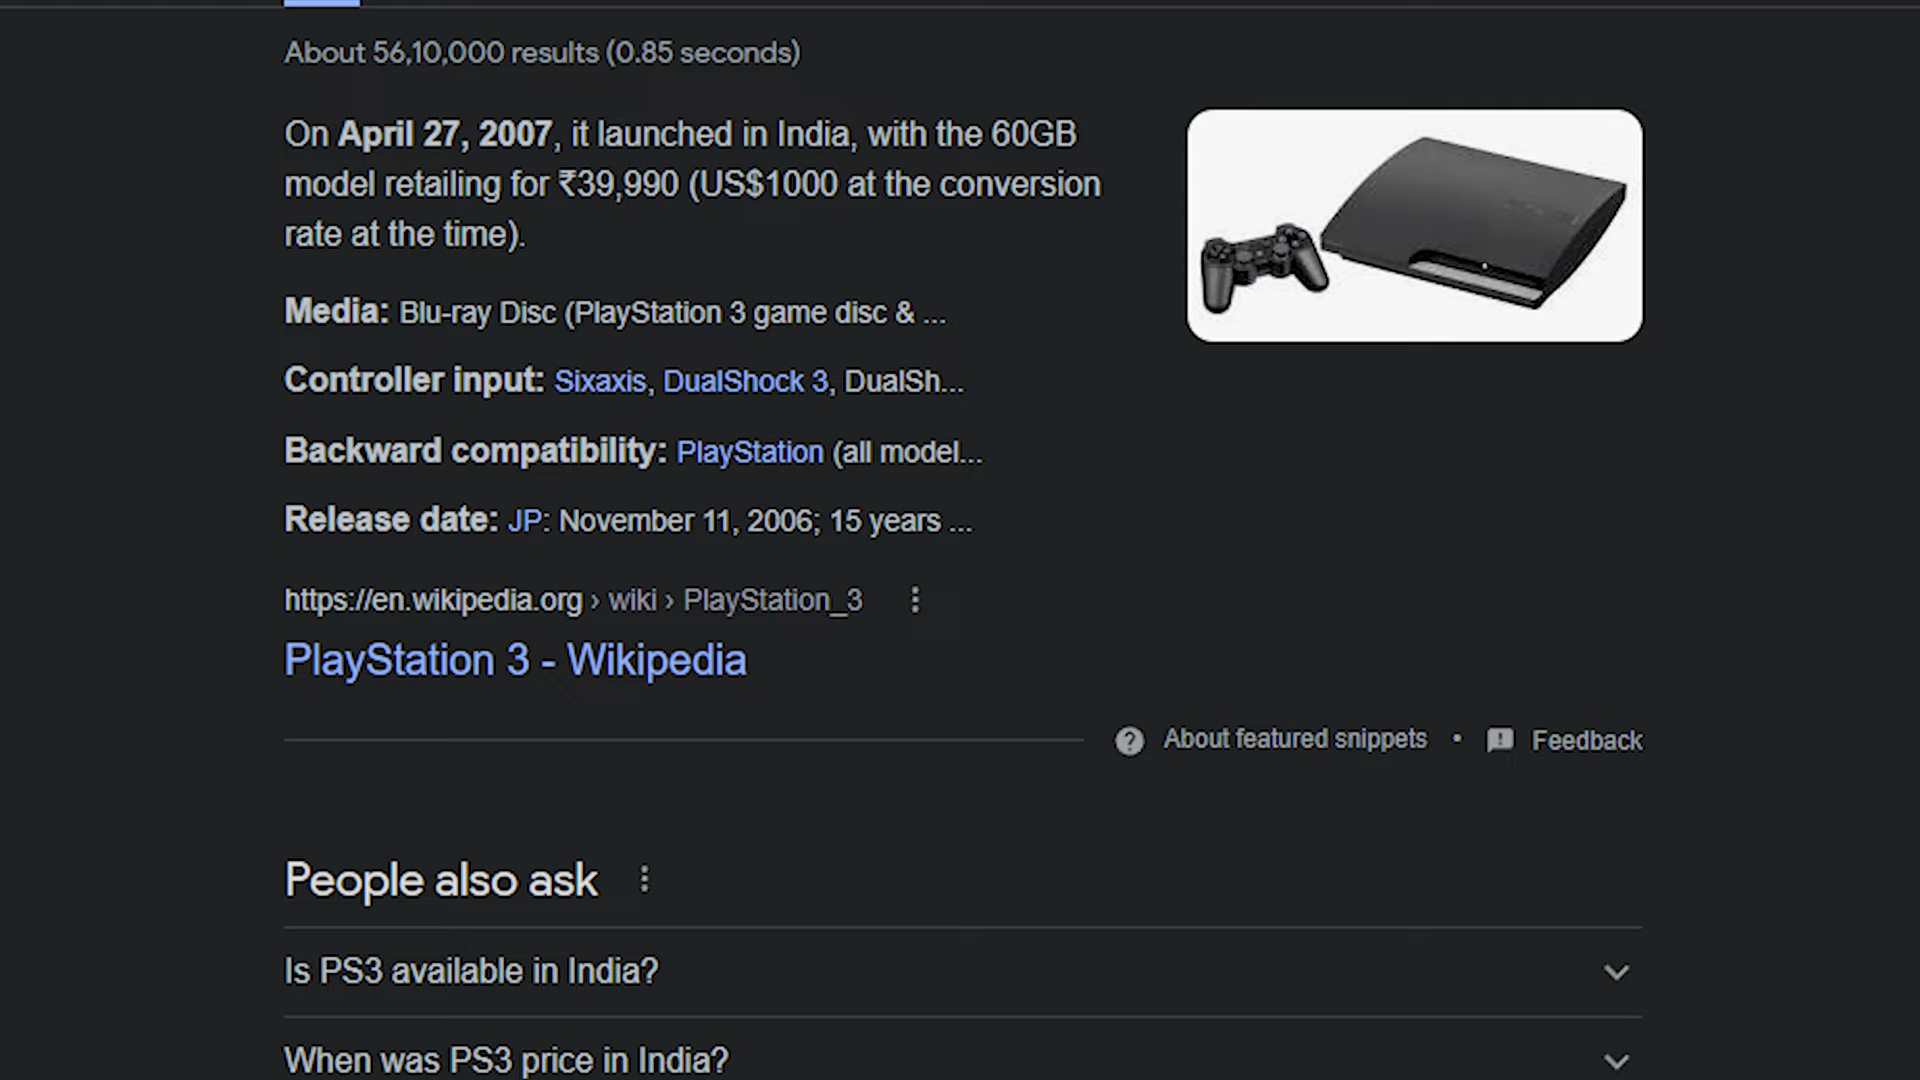 About 56,10,000 results (0.85 seconds)
On April 27, 2007, it launched in India, with the 60GB
model retailing for ₹39,990 (US$1000 at the conversion
rate at the time).
Media: Blu-ray Disc (PlayStation 3 game disc & ...
Controller input: Sixaxis, DualShock 3, DualSh...
Backward compatibility: PlayStation (all model...
Release date: JP: November 11, 2006; 15 years ...
https://en.wikipedia.org › wiki › PlayStation_3
PlayStation 3 - Wikipedia
About featured snippets • Feedback
People also ask
Is PS3 available in India?
When was PS3 price in India?